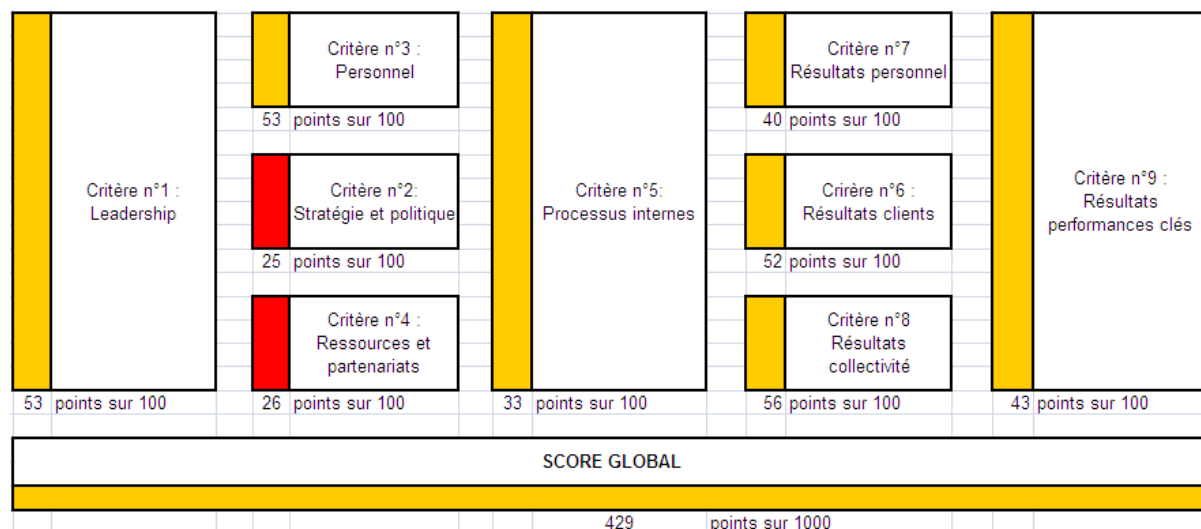 Critère n°1 :
Leadership
53 points sur 100
Critère n°3 :
Personnel
53 points sur 100
Critère n°2:
Stratégie et politique
25 points sur 100
Critère n°4 :
Ressources et
partenariats
26 points sur 100
Critère n°5:
Processus internes
33 points sur 100
Critère n°7
Résultats personnel
40 points sur 100
Crirère n°6 :
Résultats clients
52 points sur 100
Critère n°8
Résultats
collectivité
56 points sur 100
Critère n°9 :
Résultats
performances clés
43 points sur 100
SCORE GLOBAL
429 points sur 1000